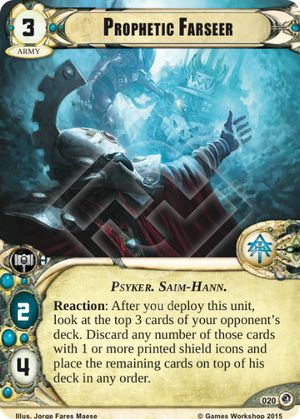 3
PROPHETIC FARSEER
ARMY
PSYKER. SAIM-HANN.
Reaction: After you deploy this unit,
look at the top 3 cards of your opponent's
deck. Discard any number of those cards
with 1 or more printed shield icons and
place the remaining cards on top of his
deck in any order.
2
4
020
Illus. Jorge Fares Maese
© Games Workshop 2015